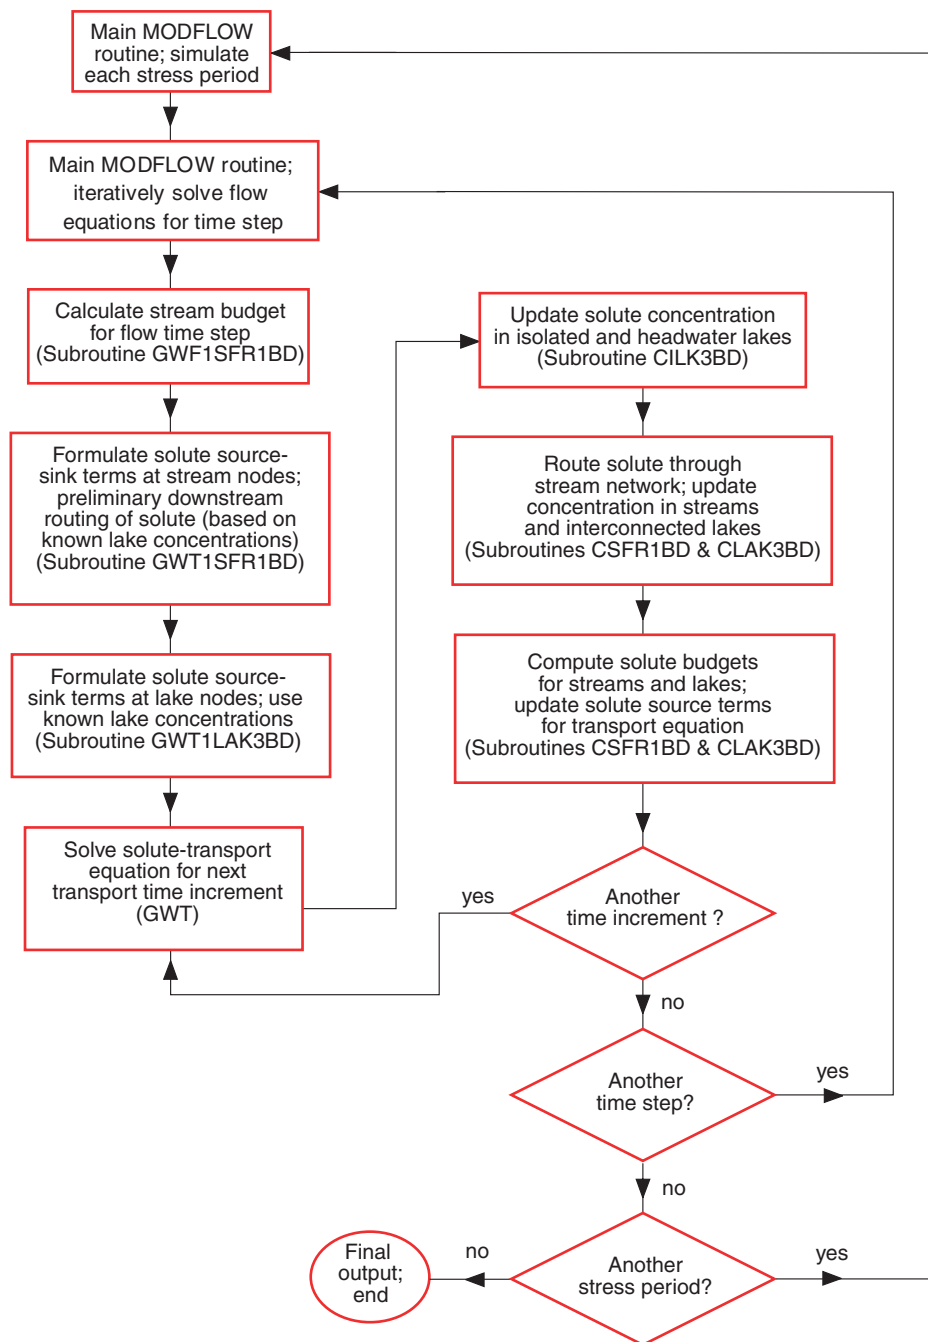 Main MODFLOW
routine; simulate
each stress period
Main MODFLOW routine;
iteratively solve flow
equations for time step
Calculate stream budget
for flow time step
(Subroutine GWF1SFR1BD)
Formulate solute source-
sink terms at stream nodes;
preliminary downstream
routing of solute (based on
known lake concentrations)
(Subroutine GWT1SFR1BD)
Formulate solute source-
sink terms at lake nodes; use
known lake concentrations
(Subroutine GWT1LAK3BD)
Solve solute-transport
equation for next
transport time increment
(GWT)
Update solute concentration
in isolated and headwater lakes
(Subroutine CILK3BD)
Route solute through
stream network; update
concentration in streams
and interconnected lakes
(Subroutines CSFR1BD & CLAK3BD)
Compute solute budgets
for streams and lakes;
update solute source terms
for transport equation
(Subroutines CSFR1BD & CLAK3BD)
yes
Another
time increment ?
no
Another
time step?
yes
no
Another
stress period?
yes
no
Final
output;
end